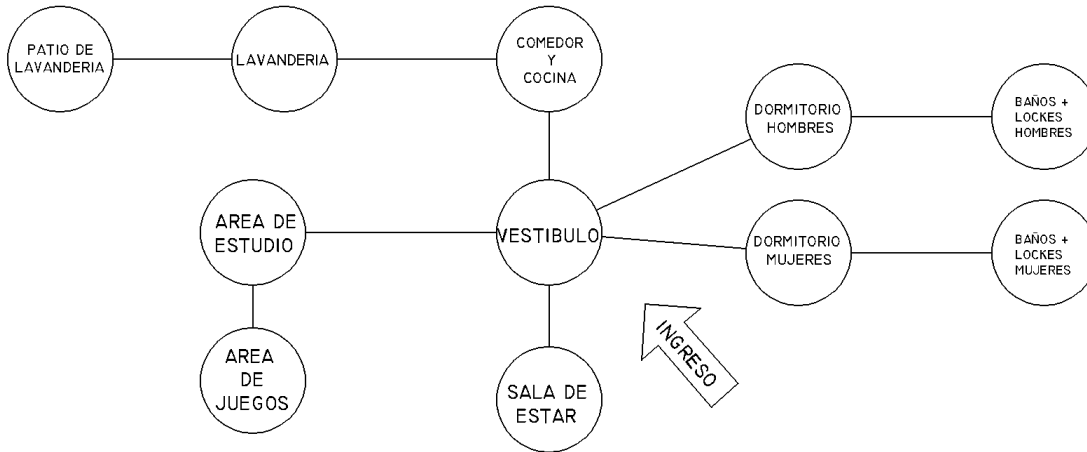 PATIO DE
LAVANDERIA
LAVANDERIA
COMEDOR
Y
COCINA
DORMITORIO
HOMBRES
BAÑOS +
LOCKES
HOMBRES
AREA DE
ESTUDIO
VESTIBULO
DORMITORIO
MUJERES
BAÑOS +
LOCKES
MUJERES
INGRESO
AREA
DE
JUEGOS
SALA DE
ESTAR